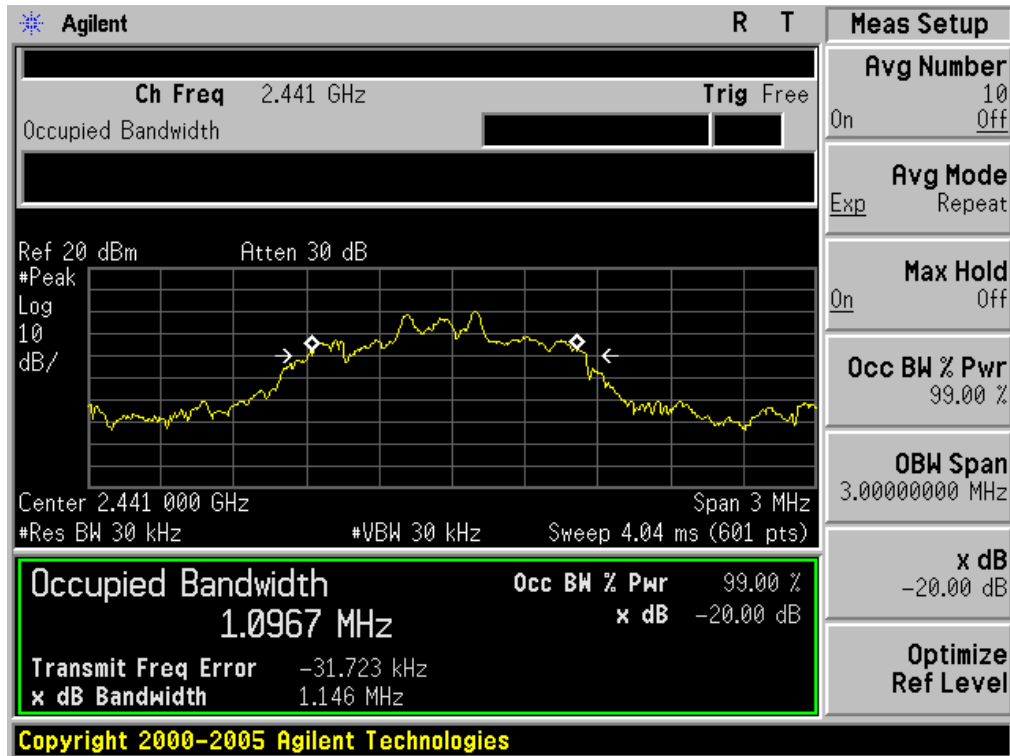 Agilent R T Meas Setup
Ch Freq 2.441 GHz Trig Free
Occupied Bandwidth
Ref 20 dBm Atten 30 dB
#Peak
Log
10
dB/
Center 2.441 000 GHz Span 3 MHz
#Res BW 30 kHz #VBW 30 kHz Sweep 4.04 ms (601 pts)
Occupied Bandwidth Occ BW % Pwr 99.00 %
1.0967 MHz x dB -20.00 dB
Transmit Freq Error -31.723 kHz
x dB Bandwidth 1.146 MHz
Avg Number
10
On Off
Avg Mode
Exp Repeat
Max Hold
On Off
Occ BW % Pwr
99.00 %
OBW Span
3.00000000 MHz
x dB
-20.00 dB
Optimize
Ref Level
Copyright 2000-2005 Agilent Technologies